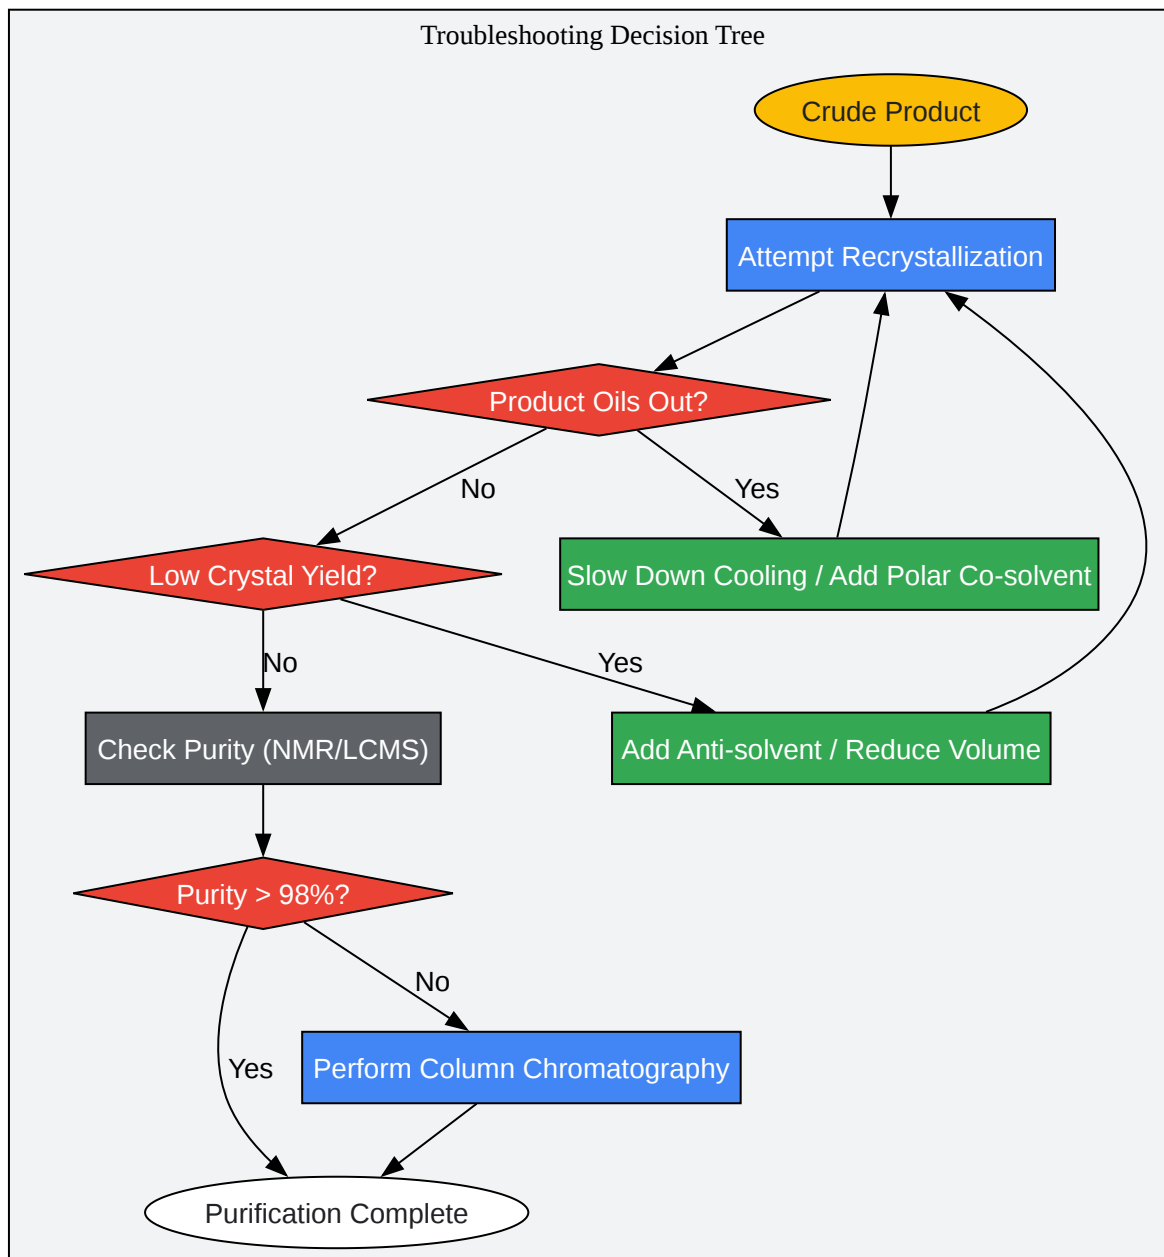 Troubleshooting Decision Tree
Crude Product
Attempt Recrystallization
Product Oils Out?
No
Yes
Low Crystal Yield?
Slow Down Cooling / Add Polar Co-solvent
No
Yes
Check Purity (NMR/LCMS)
Add Anti-solvent / Reduce Volume
Purity > 98%?
No
Yes
Perform Column Chromatography
Purification Complete